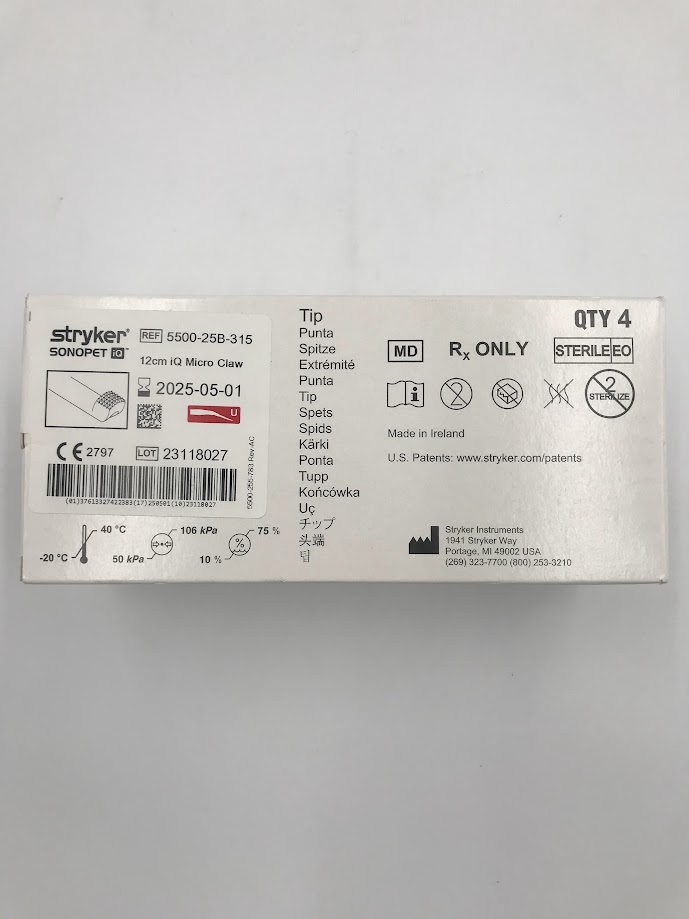 stryker®
SONOPET iQ™
REF 5500-25B-315
12cm iQ Micro Claw
2025-05-01
U
CE 2797
LOT 23118027
(01)37613327422383(17)250501(10)23118027
5500-255-783 Rev-AC
40 °C
-20 °C
106 kPa
50 kPa
75 %
%
10 %
Tip
Punta
Spitze
Extrémité
Punta
Tip
Spets
Spids
Kärki
Ponta
Tupp
Końcówka
Uç
チップ
头端
팁
QTY 4
MD
Rx ONLY
STERILE EO
i
2
2
STERILIZE
Made in Ireland
U.S. Patents: www.stryker.com/patents
Stryker Instruments
1941 Stryker Way
Portage, MI 49002 USA
(269) 323-7700 (800) 253-3210